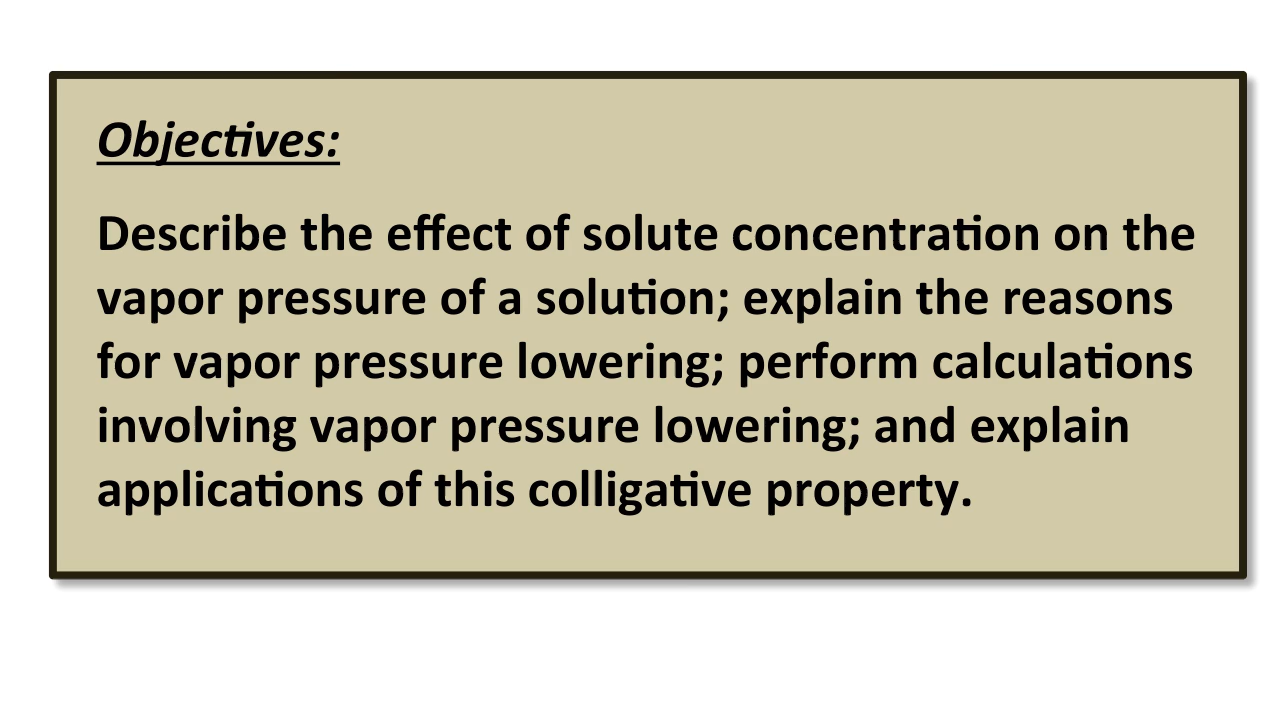 Objectives:
Describe the effect of solute concentration on the
vapor pressure of a solution; explain the reasons
for vapor pressure lowering; perform calculations
involving vapor pressure lowering; and explain
applications of this colligative property.